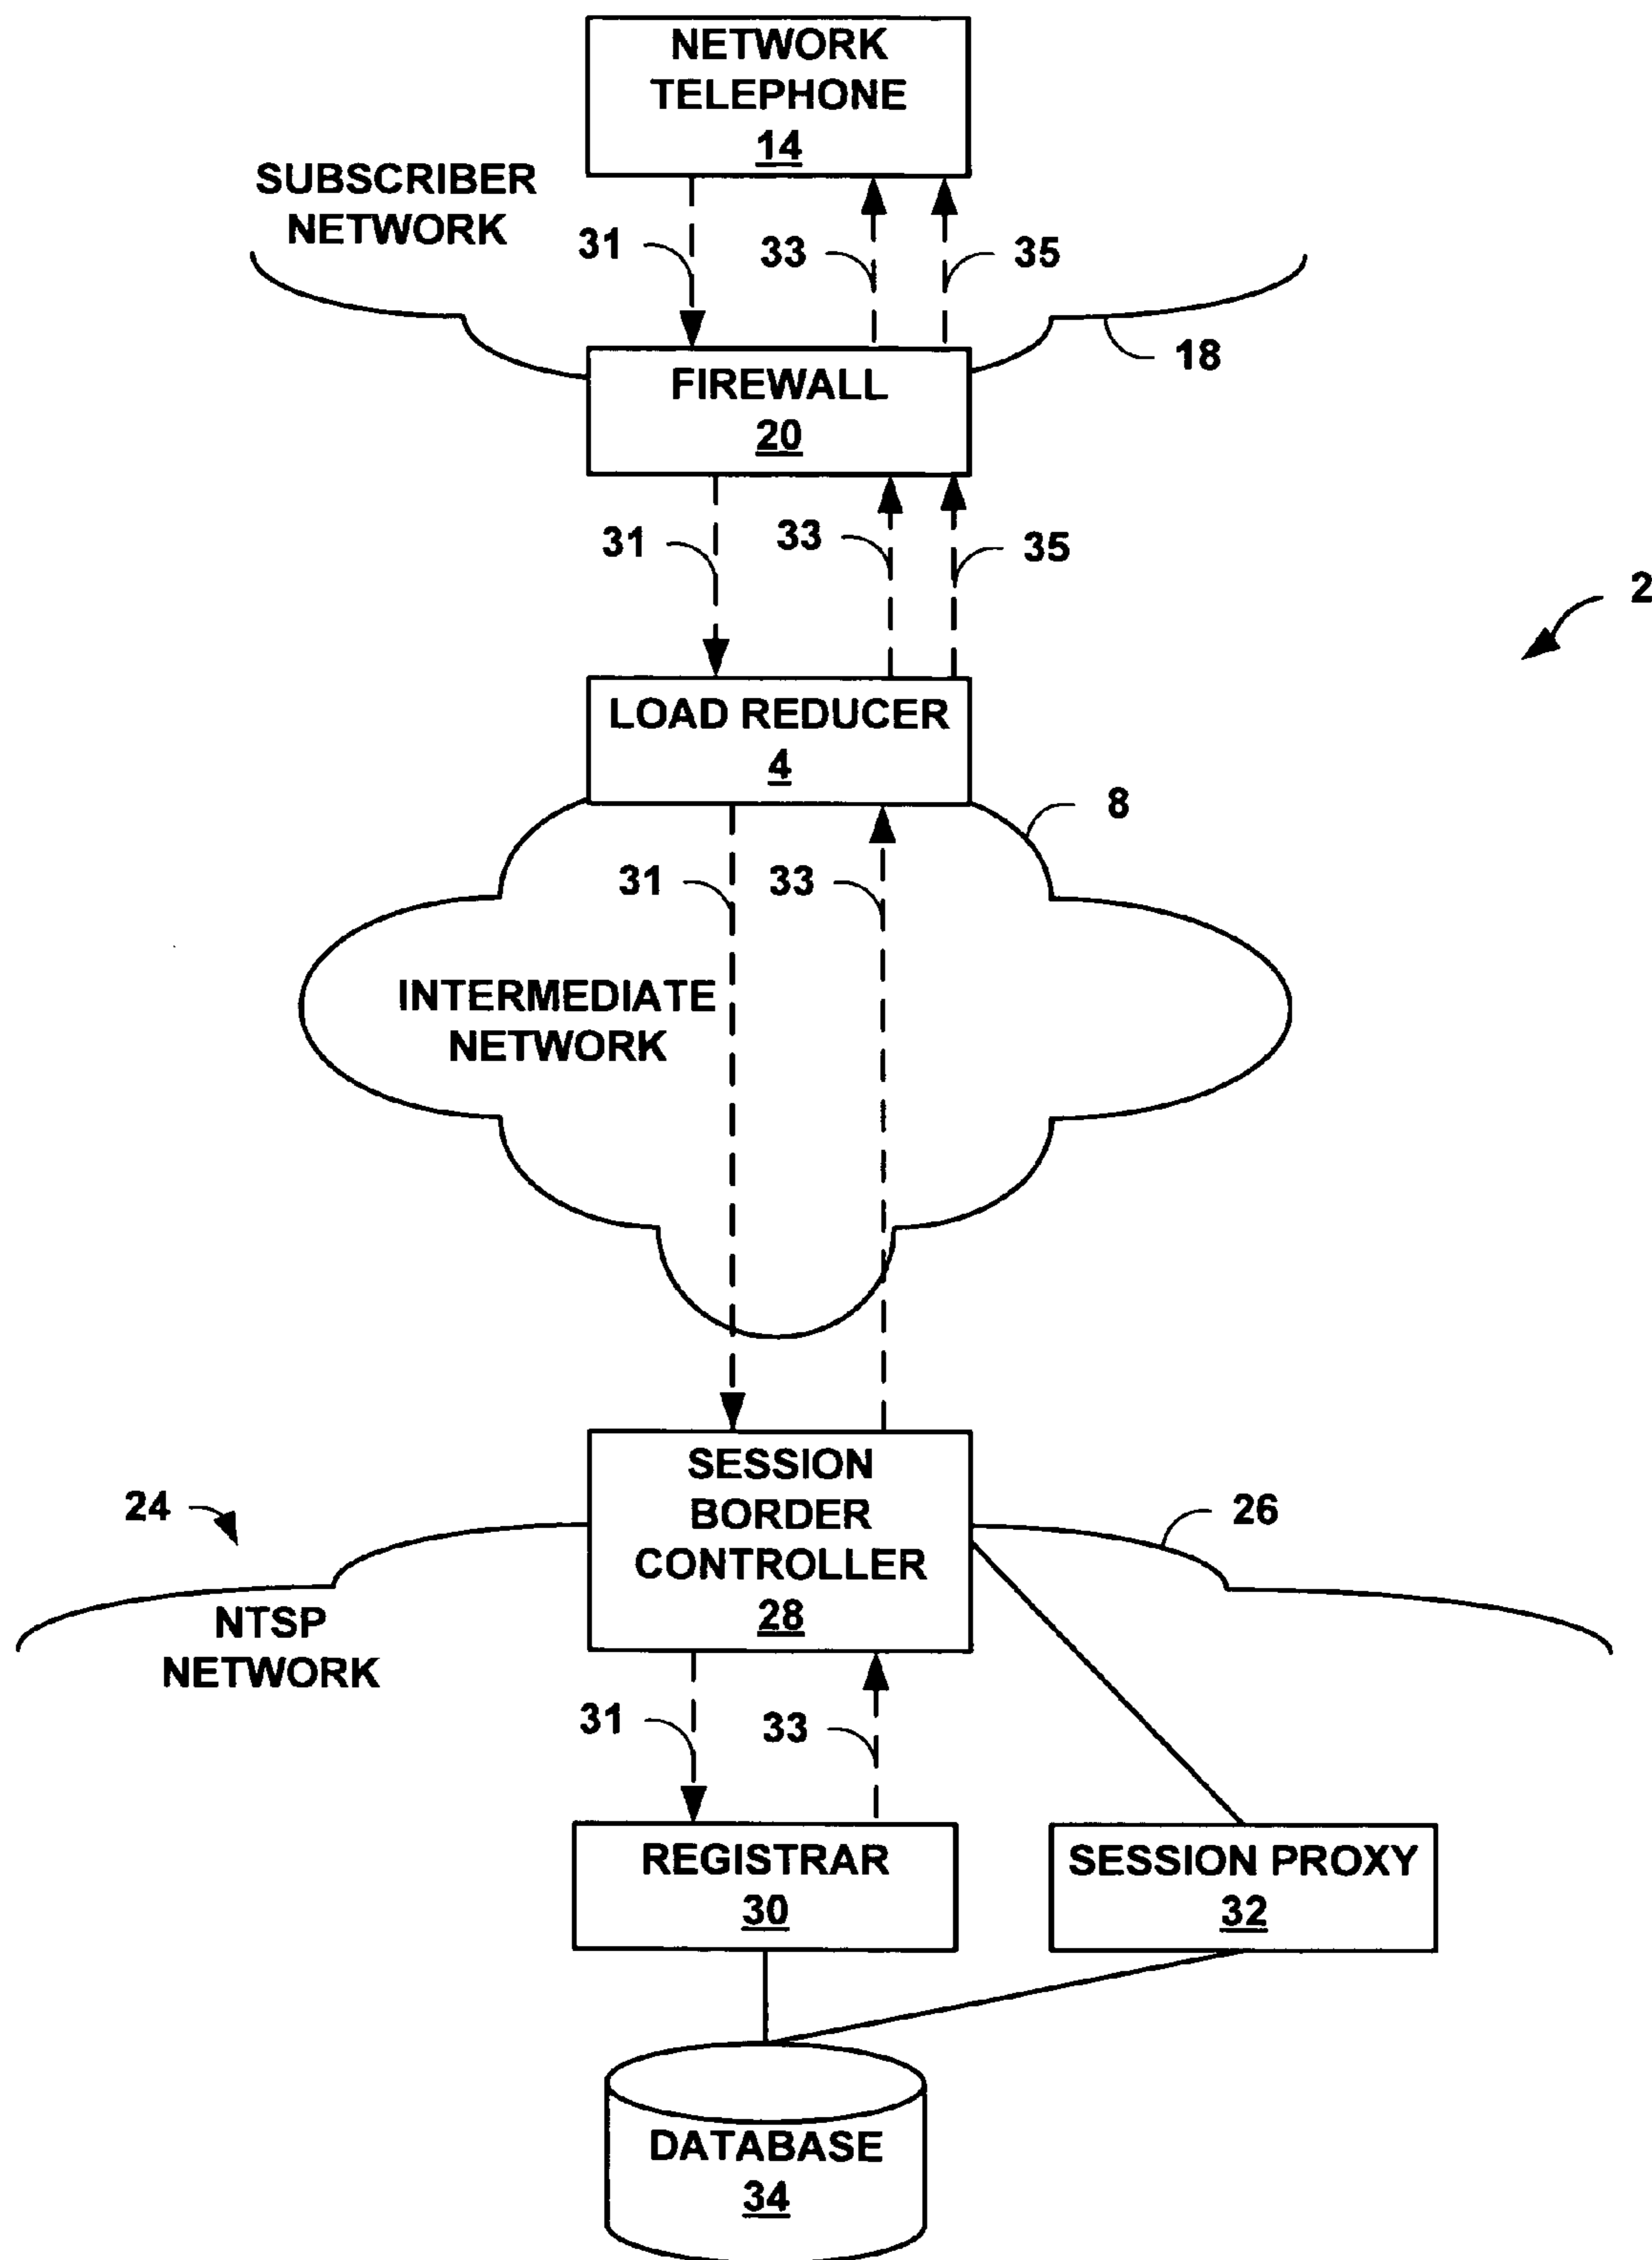 NETWORK
TELEPHONE
14
SUBSCRIBER
NETWORK
31
33
35
18
FIREWALL
20
31
33
35
2
LOAD REDUCER
4
8
31
33
INTERMEDIATE
NETWORK
SESSION
BORDER
CONTROLLER
28
24
26
NTSP
NETWORK
31
33
REGISTRAR
30
SESSION PROXY
32
DATABASE
34